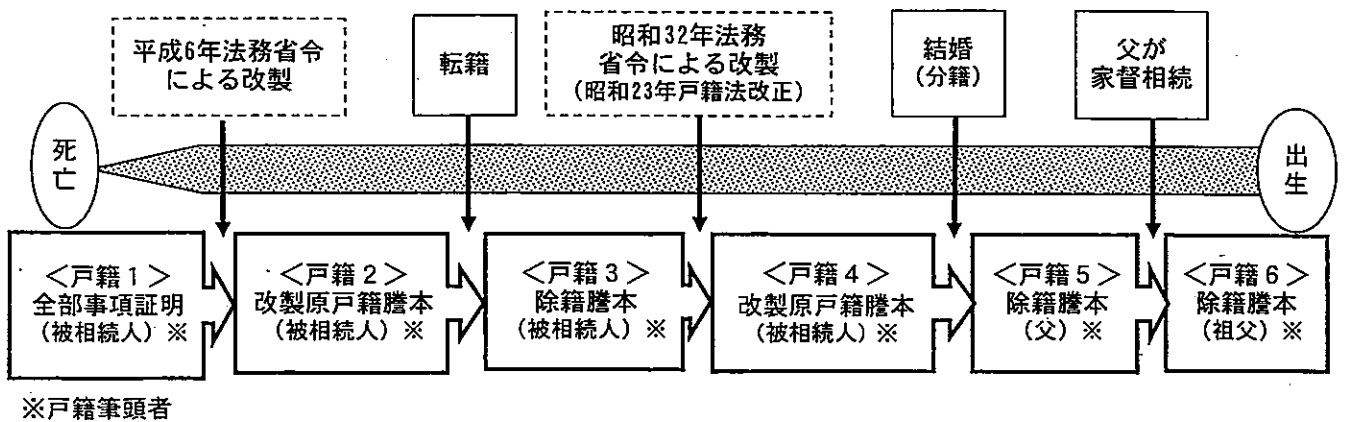 平成6年法務省令
による改製
転籍
昭和32年法務
省令による改製
（昭和23年戸籍法改正）
結婚
（分籍）
父が
家督相続
死亡
出生
＜戸籍１＞
全部事項証明
（被相続人）※
＜戸籍２＞
改製原戸籍謄本
（被相続人）※
＜戸籍３＞
除籍謄本
（被相続人）※
＜戸籍４＞
改製原戸籍謄本
（被相続人）※
＜戸籍５＞
除籍謄本
（父）※
＜戸籍６＞
除籍謄本
（祖父）※
※戸籍筆頭者